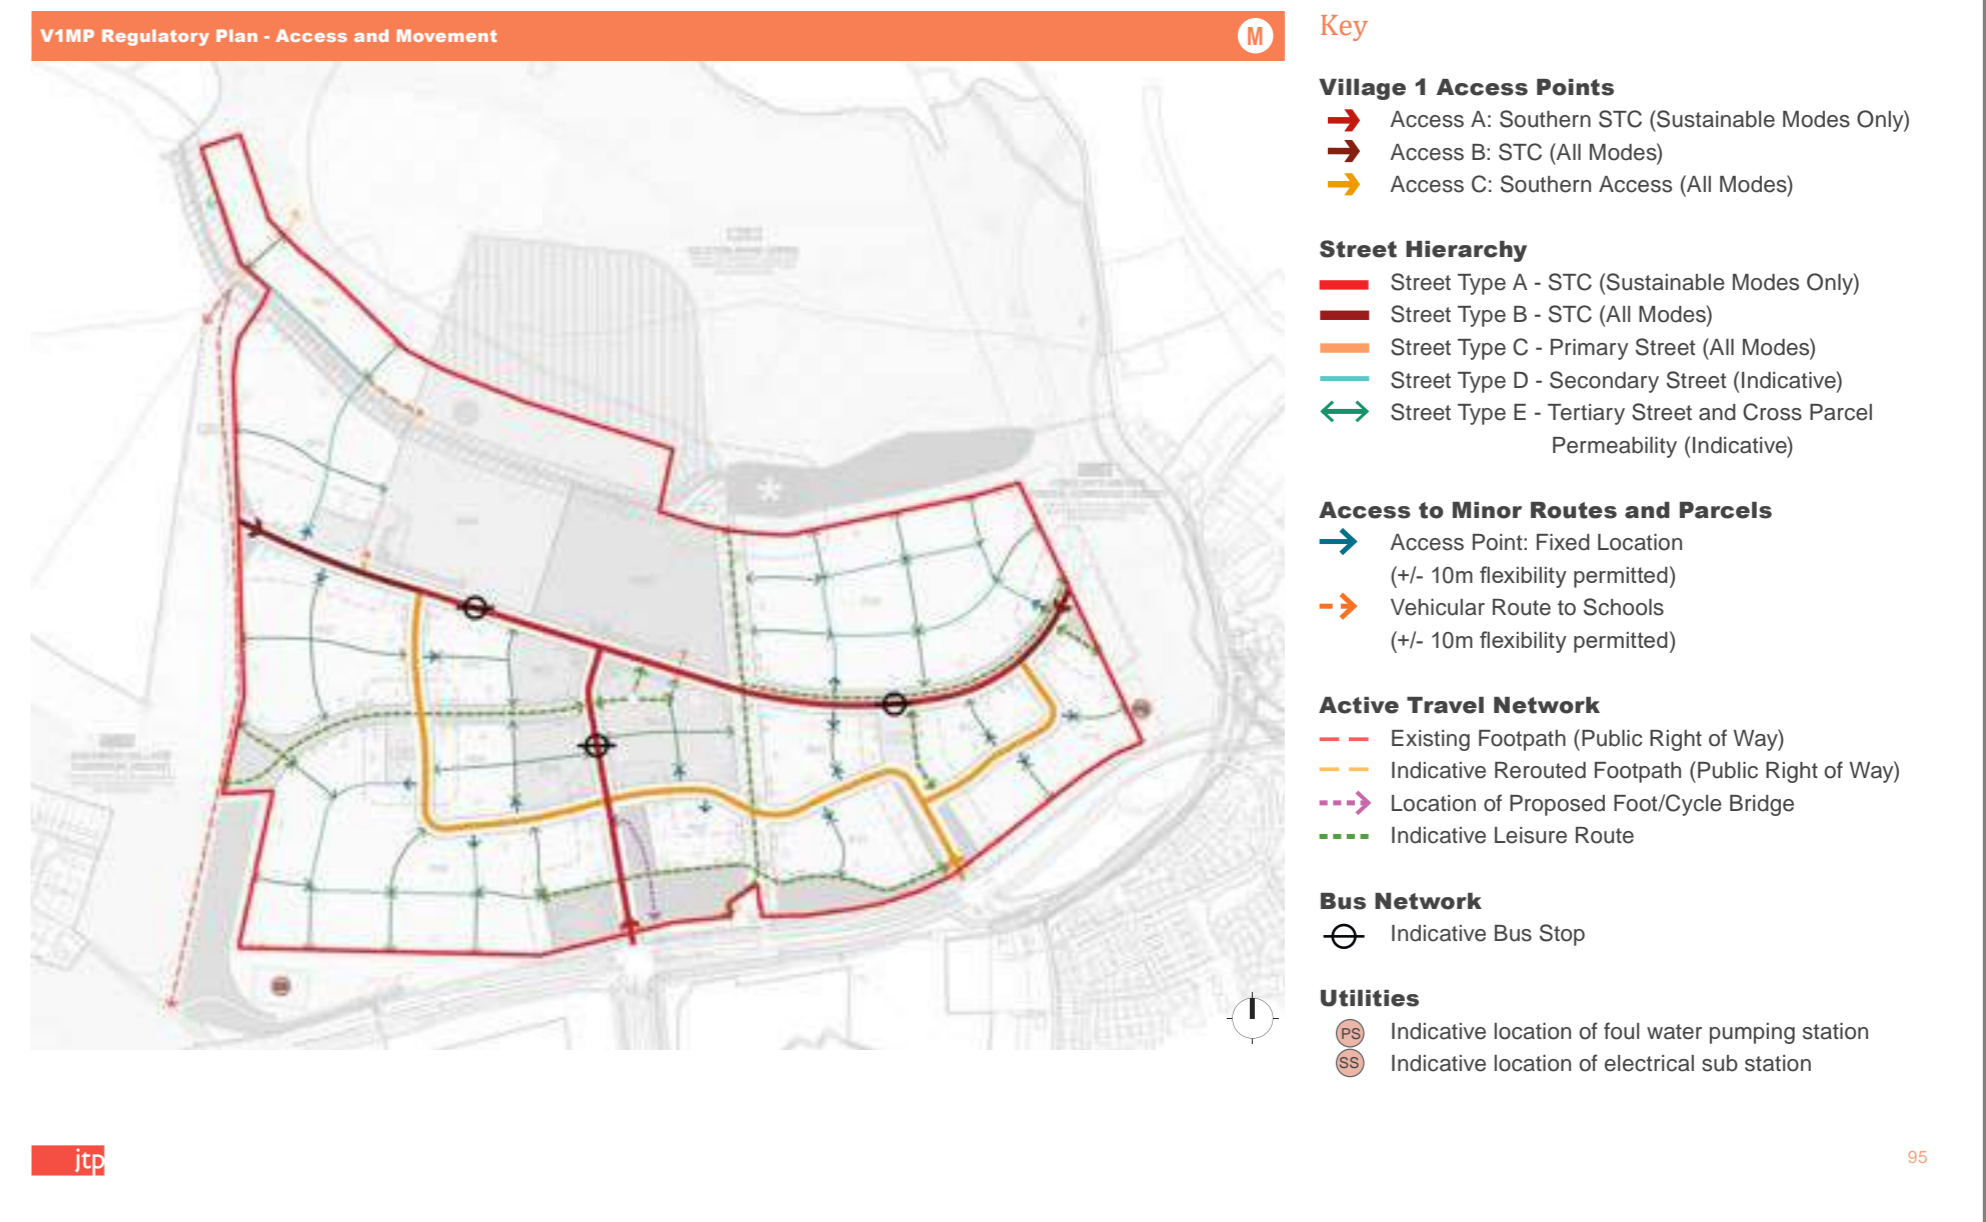 V1MP Regulatory Plan - Access and Movement
M
Key
Village 1 Access Points
Access A: Southern STC (Sustainable Modes Only)
Access B: STC (All Modes)
Access C: Southern Access (All Modes)
Street Hierarchy
Street Type A - STC (Sustainable Modes Only)
Street Type B - STC (All Modes)
Street Type C - Primary Street (All Modes)
Street Type D - Secondary Street (Indicative)
Street Type E - Tertiary Street and Cross Parcel
Permeability (Indicative)
Access to Minor Routes and Parcels
Access Point: Fixed Location
(+/- 10m flexibility permitted)
Vehicular Route to Schools
(+/- 10m flexibility permitted)
Active Travel Network
Existing Footpath (Public Right of Way)
Indicative Rerouted Footpath (Public Right of Way)
Location of Proposed Foot/Cycle Bridge
Indicative Leisure Route
Bus Network
Indicative Bus Stop
Utilities
PS Indicative location of foul water pumping station
SS Indicative location of electrical sub station
jtp
95